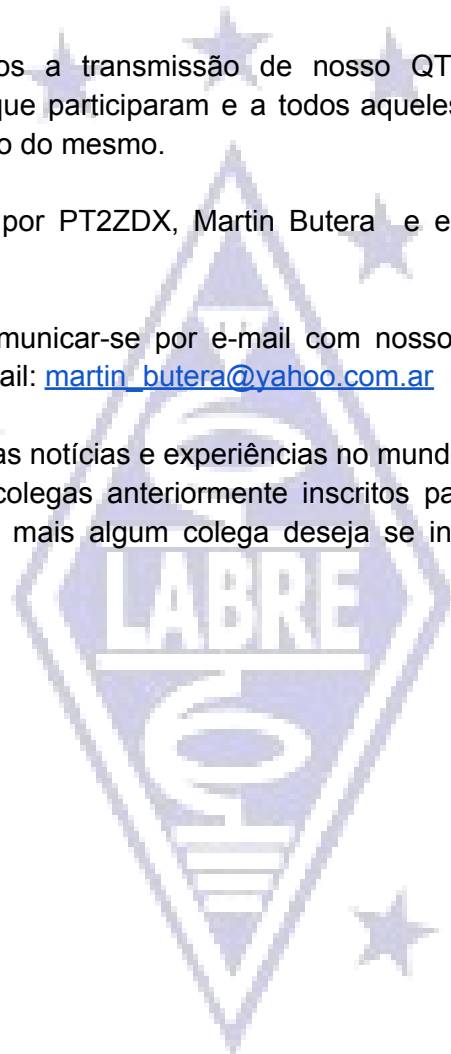 os a transmissão de nosso QT
que participaram e a todos aqueles
o do mesmo.
por PT2ZDX, Martin Butera e e
municar-se por e-mail com nosso
ail: martin_butera@yahoo.com.ar
as notícias e experiências no mund
colegas anteriormente inscritos pa
mais algum colega deseja se in
LABRE